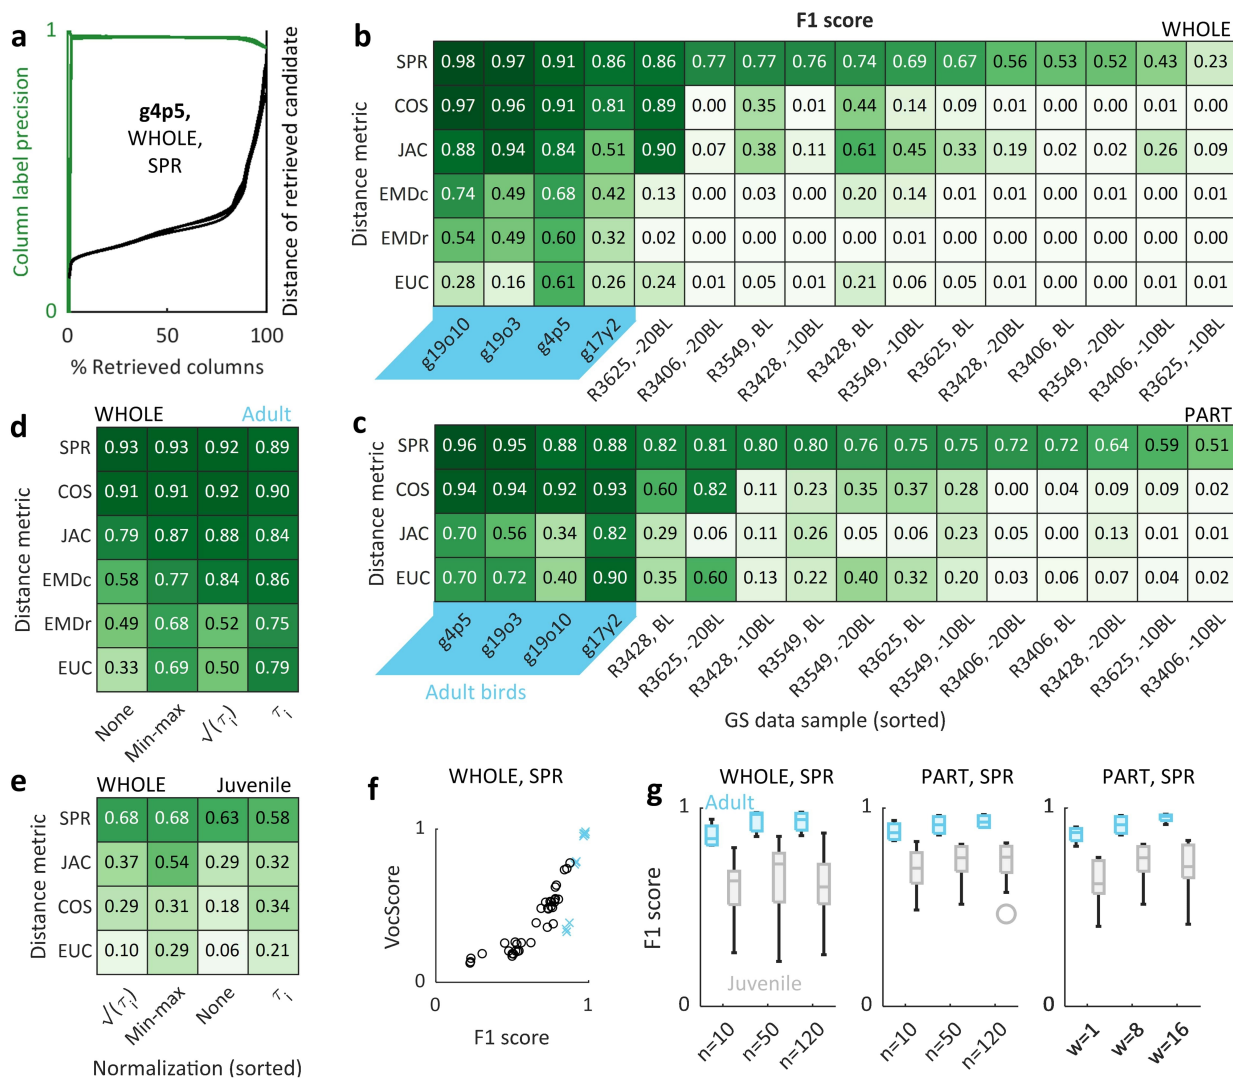 a
1
Column label precision
0
g4p5,
WHOLE,
SPR
Distance of retrieved candidate
0 50 100
% Retrieved columns
b
F1 score
WHOLE
Distance metric
SPR 0.98 0.97 0.91 0.86 0.86 0.77 0.77 0.76 0.74 0.69 0.67 0.56 0.53 0.52 0.43 0.23
COS 0.97 0.96 0.91 0.81 0.89 0.00 0.35 0.01 0.44 0.14 0.09 0.01 0.00 0.00 0.01 0.00
JAC 0.88 0.94 0.84 0.51 0.90 0.07 0.38 0.11 0.61 0.45 0.33 0.19 0.02 0.02 0.26 0.09
EMDc 0.74 0.49 0.68 0.42 0.13 0.00 0.03 0.00 0.20 0.14 0.01 0.01 0.00 0.01 0.00 0.01
EMDr 0.54 0.49 0.60 0.32 0.02 0.00 0.00 0.00 0.00 0.01 0.00 0.00 0.00 0.00 0.00 0.00
EUC 0.28 0.16 0.61 0.26 0.24 0.01 0.05 0.01 0.21 0.06 0.05 0.01 0.00 0.01 0.01 0.01
g19o10 g19o3 g4p5 g17y2 R3625, -20BL R3406, -20BL R3549, BL R3428, -10BL R3428, BL R3549, -10BL R3625, BL R3428, -20BL R3406, BL R3549, -20BL R3406, -10BL R3625, -10BL
c
PART
Distance metric
SPR 0.96 0.95 0.88 0.88 0.82 0.81 0.80 0.80 0.76 0.75 0.75 0.72 0.72 0.64 0.59 0.51
COS 0.94 0.94 0.92 0.93 0.60 0.82 0.11 0.23 0.35 0.37 0.28 0.00 0.04 0.09 0.09 0.02
JAC 0.70 0.56 0.34 0.82 0.29 0.06 0.11 0.26 0.05 0.06 0.23 0.05 0.00 0.13 0.01 0.01
EUC 0.70 0.72 0.40 0.90 0.35 0.60 0.13 0.22 0.40 0.32 0.20 0.03 0.06 0.07 0.04 0.02
g4p5 g19o3 g19o10 g17y2 R3428, BL R3625, -20BL R3428, -10BL R3549, BL R3549, -20BL R3625, BL R3549, -10BL R3406, -20BL R3406, BL R3428, -20BL R3625, -10BL R3406, -10BL
Adult birds
GS data sample (sorted)
d
WHOLE Adult
Distance metric
SPR 0.93 0.93 0.92 0.89
COS 0.91 0.91 0.92 0.90
JAC 0.79 0.87 0.88 0.84
EMDc 0.58 0.77 0.84 0.86
EMDr 0.49 0.68 0.52 0.75
EUC 0.33 0.69 0.50 0.79
None Min-max √(τi) τi
e
WHOLE Juvenile
Distance metric
SPR 0.68 0.68 0.63 0.58
JAC 0.37 0.54 0.29 0.32
COS 0.29 0.31 0.18 0.34
EUC 0.10 0.29 0.06 0.21
√(τi) Min-max None τi
Normalization (sorted)
f
WHOLE, SPR
1
VocScore
0
0 1
F1 score
g
WHOLE, SPR
PART, SPR
PART, SPR
1
Adult
F1 score
Juvenile
0
n=10 n=50 n=120
1
0
n=10 n=50 n=120
1
0
w=1 w=8 w=16